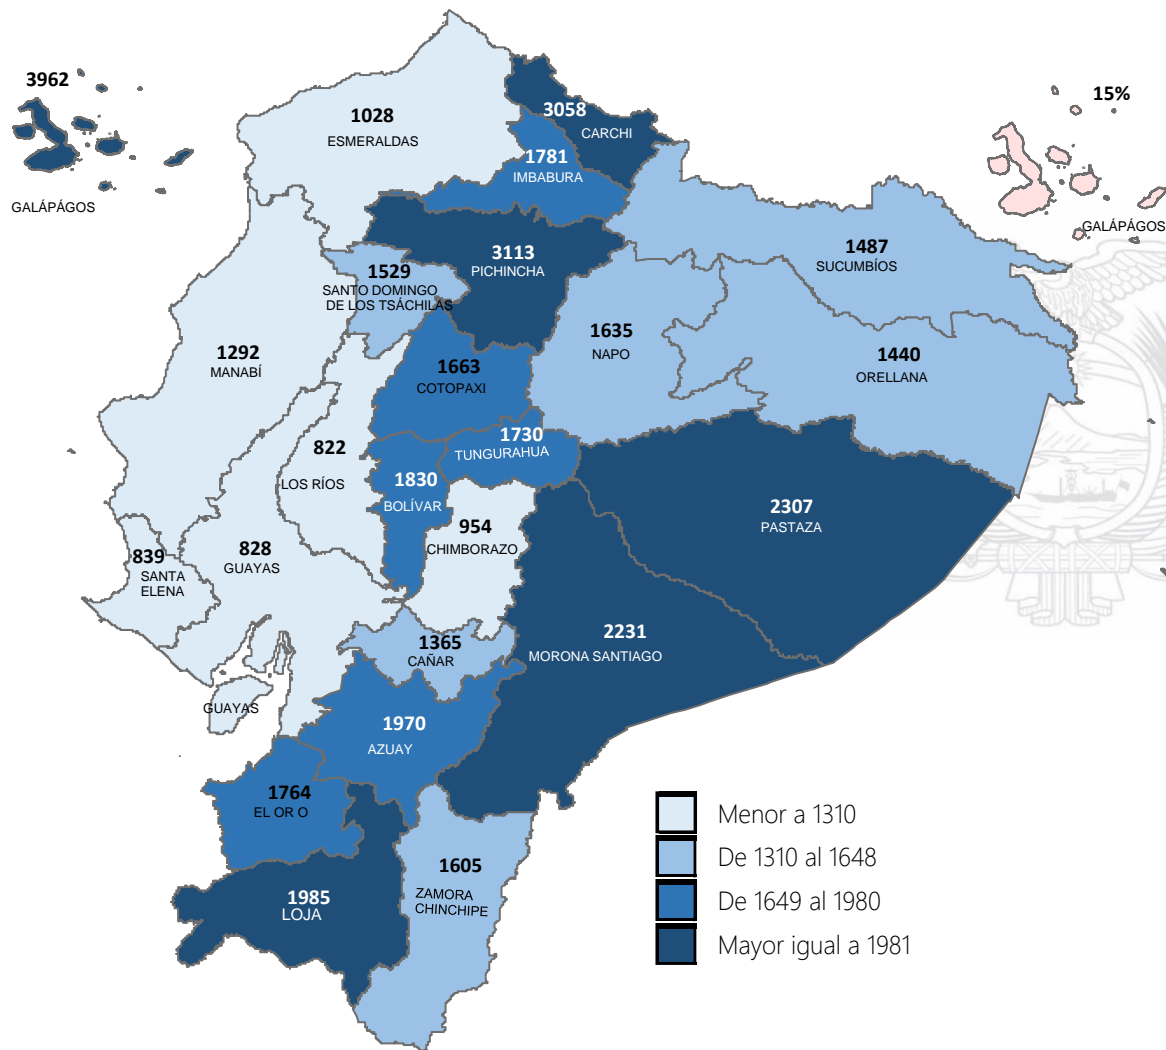 3962
GALÁPÁGOS
1028
ESMERALDAS
3058
CARCHI
1781
IMBABURA
15%
GALÁPÁGOS
3113
PICHINCHA
1487
SUCUMBÍOS
1529
SANTO DOMINGO
DE LOS TSÁCHILAS
1635
NAPO
1440
ORELLANA
1292
MANABÍ
1663
COTOPAXI
1730
TUNGURAHUA
822
LOS RÍOS
1830
BOLÍVAR
2307
PASTAZA
954
CHIMBORAZO
839
SANTA
ELENA
828
GUAYAS
2231
MORONA SANTIAGO
1365
CAÑAR
GUAYAS
1970
AZUAY
1764
EL OR O
1605
ZAMORA
CHINCHIPE
1985
LOJA
Menor a 1310
De 1310 al 1648
De 1649 al 1980
Mayor igual a 1981